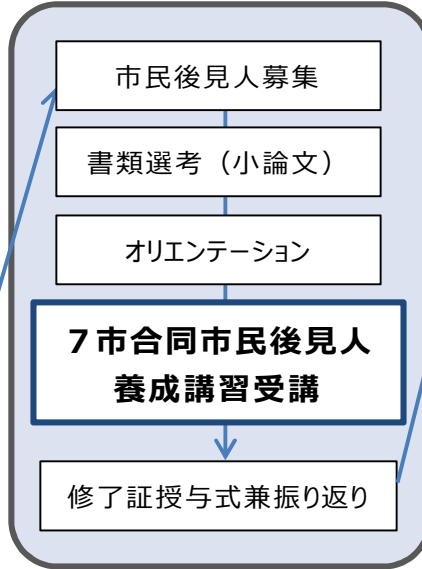 市民後見人募集
書類選考（小論文）
オリエンテーション
７市合同市民後見人
養成講習受講
修了証授与式兼振り返り